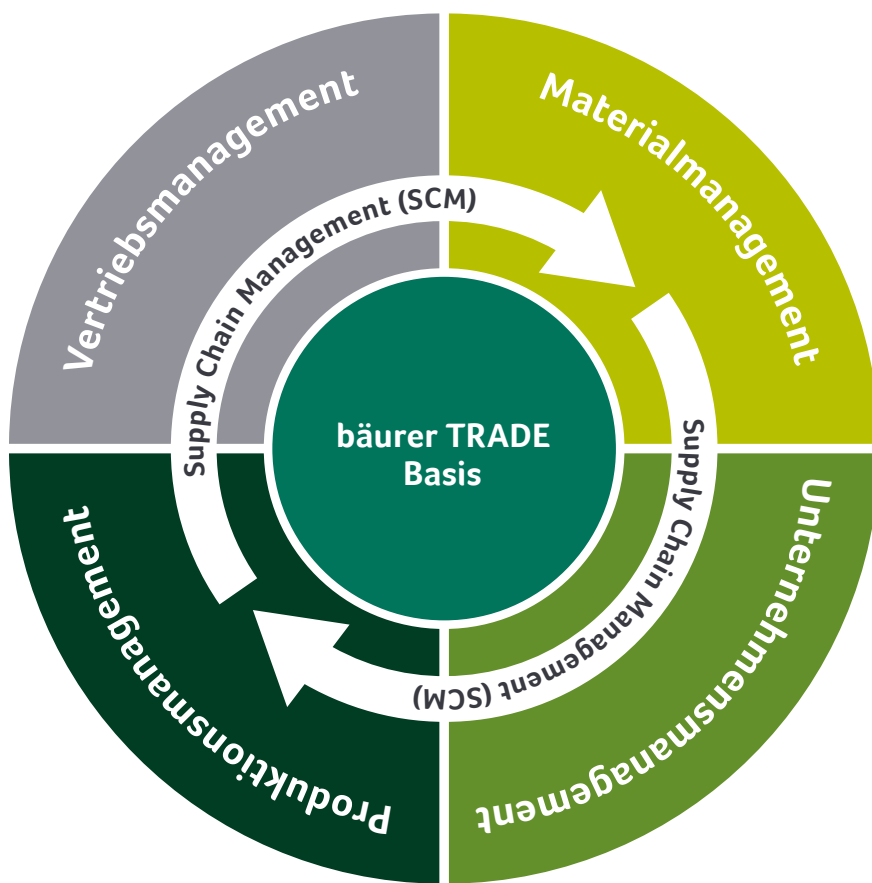 Vertriebsmanagement
Materialmanagement
Supply Chain Management (SCM)
bäurer TRADE
Basis
Supply Chain Management (SCM)
Produktionsmanagement
Unternehmensmanagement